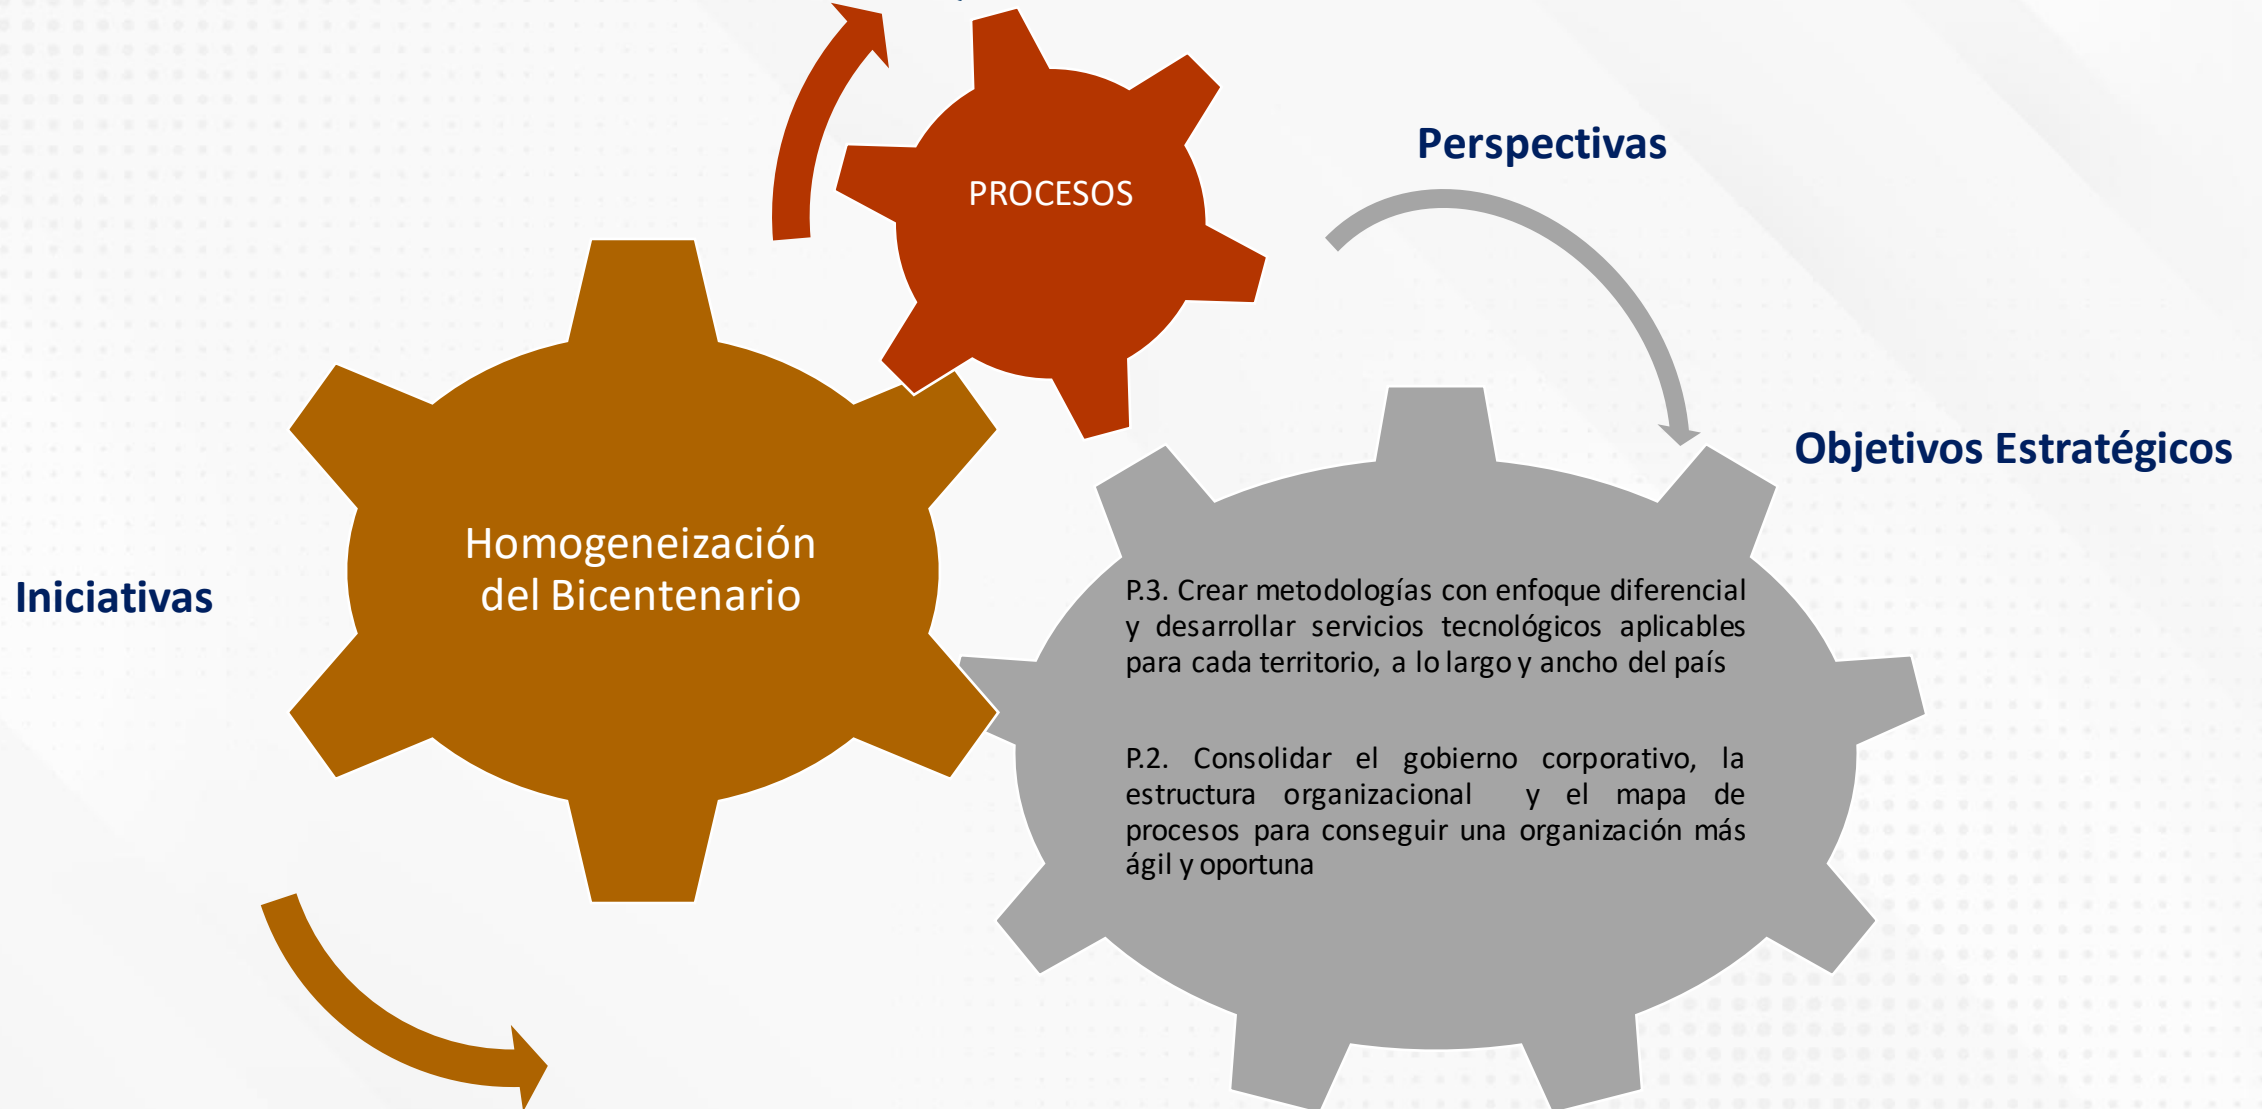 Perspectivas
PROCESOS
Objetivos Estratégicos
Iniciativas
Homogeneización
del Bicentenario
P.3. Crear metodologías con enfoque diferencial
y desarrollar servicios tecnológicos aplicables
para cada territorio, a lo largo y ancho del país
P.2. Consolidar el gobierno corporativo, la
estructura organizacional y el mapa de
procesos para conseguir una organización más
ágil y oportuna